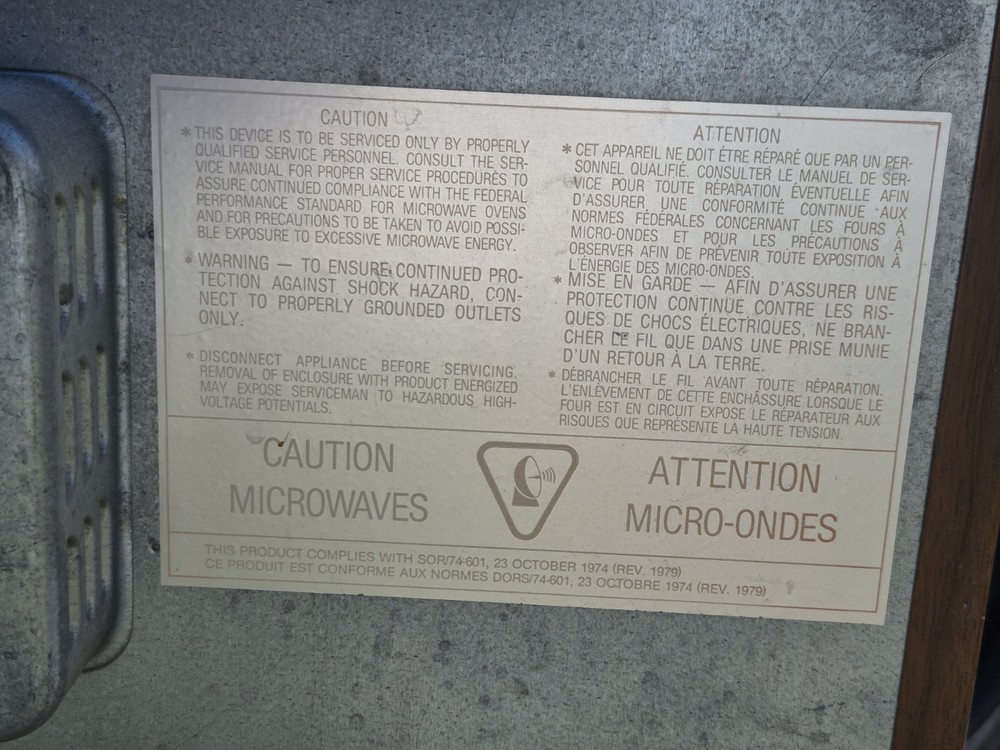 CAUTION
* THIS DEVICE IS TO BE SERVICED ONLY BY PROPERLY
QUALIFIED SERVICE PERSONNEL. CONSULT THE SER-
VICE MANUAL FOR PROPER SERVICE PROCEDURES TO
ASSURE CONTINUED COMPLIANCE WITH THE FEDERAL
PERFORMANCE STANDARD FOR MICROWAVE OVENS
AND FOR PRECAUTIONS TO BE TAKEN TO AVOID POSSI-
BLE EXPOSURE TO EXCESSIVE MICROWAVE ENERGY.
* WARNING — TO ENSURE CONTINUED PRO-
TECTION AGAINST SHOCK HAZARD, CON-
NECT TO PROPERLY GROUNDED OUTLETS
ONLY.
* DISCONNECT APPLIANCE BEFORE SERVICING.
REMOVAL OF ENCLOSURE WITH PRODUCT ENERGIZED
MAY EXPOSE SERVICEMAN TO HAZARDOUS HIGH-
VOLTAGE POTENTIALS.
ATTENTION
* CET APPAREIL NE DOIT ÊTRE RÉPARÉ QUE PAR UN PER-
SONNEL QUALIFIÉ. CONSULTER LE MANUEL DE SER-
VICE POUR TOUTE RÉPARATION ÉVENTUELLE AFIN
D'ASSURER UNE CONFORMITÉ CONTINUE AUX
NORMES FÉDÉRALES CONCERNANT LES FOURS À
MICRO-ONDES ET POUR LES PRÉCAUTIONS À
OBSERVER AFIN DE PRÉVENIR TOUTE EXPOSITION À
L'ÉNERGIE DES MICRO-ONDES.
* MISE EN GARDE — AFIN D'ASSURER UNE
PROTECTION CONTINUE CONTRE LES RIS-
QUES DE CHOCS ÉLECTRIQUES, NE BRAN-
CHER LE FIL QUE DANS UNE PRISE MUNIE
D'UN RETOUR À LA TERRE.
* DÉBRANCHER LE FIL AVANT TOUTE RÉPARATION.
L'ENLÈVEMENT DE CETTE ENCHÂSSURE LORSQUE LE
FOUR EST EN CIRCUIT EXPOSE LE RÉPARATEUR AUX
RISQUES QUE REPRÉSENTE LA HAUTE TENSION.
CAUTION
MICROWAVES
ATTENTION
MICRO-ONDES
THIS PRODUCT COMPLIES WITH SOR/74-601, 23 OCTOBER 1974 (REV. 1979)
CE PRODUIT EST CONFORME AUX NORMES DORS/74-601, 23 OCTOBRE 1974 (REV. 1979)